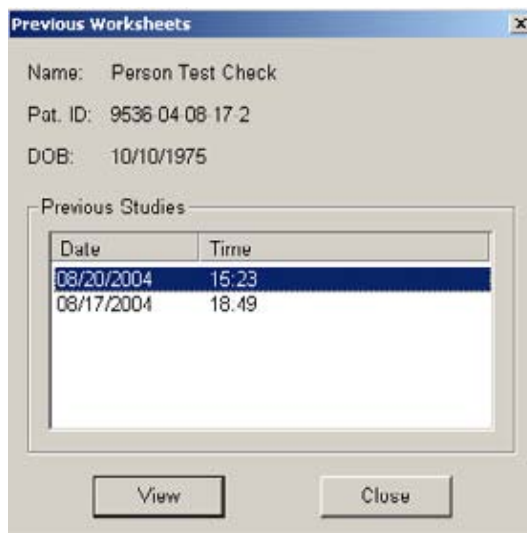 Previous Worksheets
Name: Person Test Check
Pat. ID: 9536-04-08-17-2
DOB: 10/10/1975
Previous Studies
Date Time
08/20/2004 15:23
08/17/2004 18:49
View Close